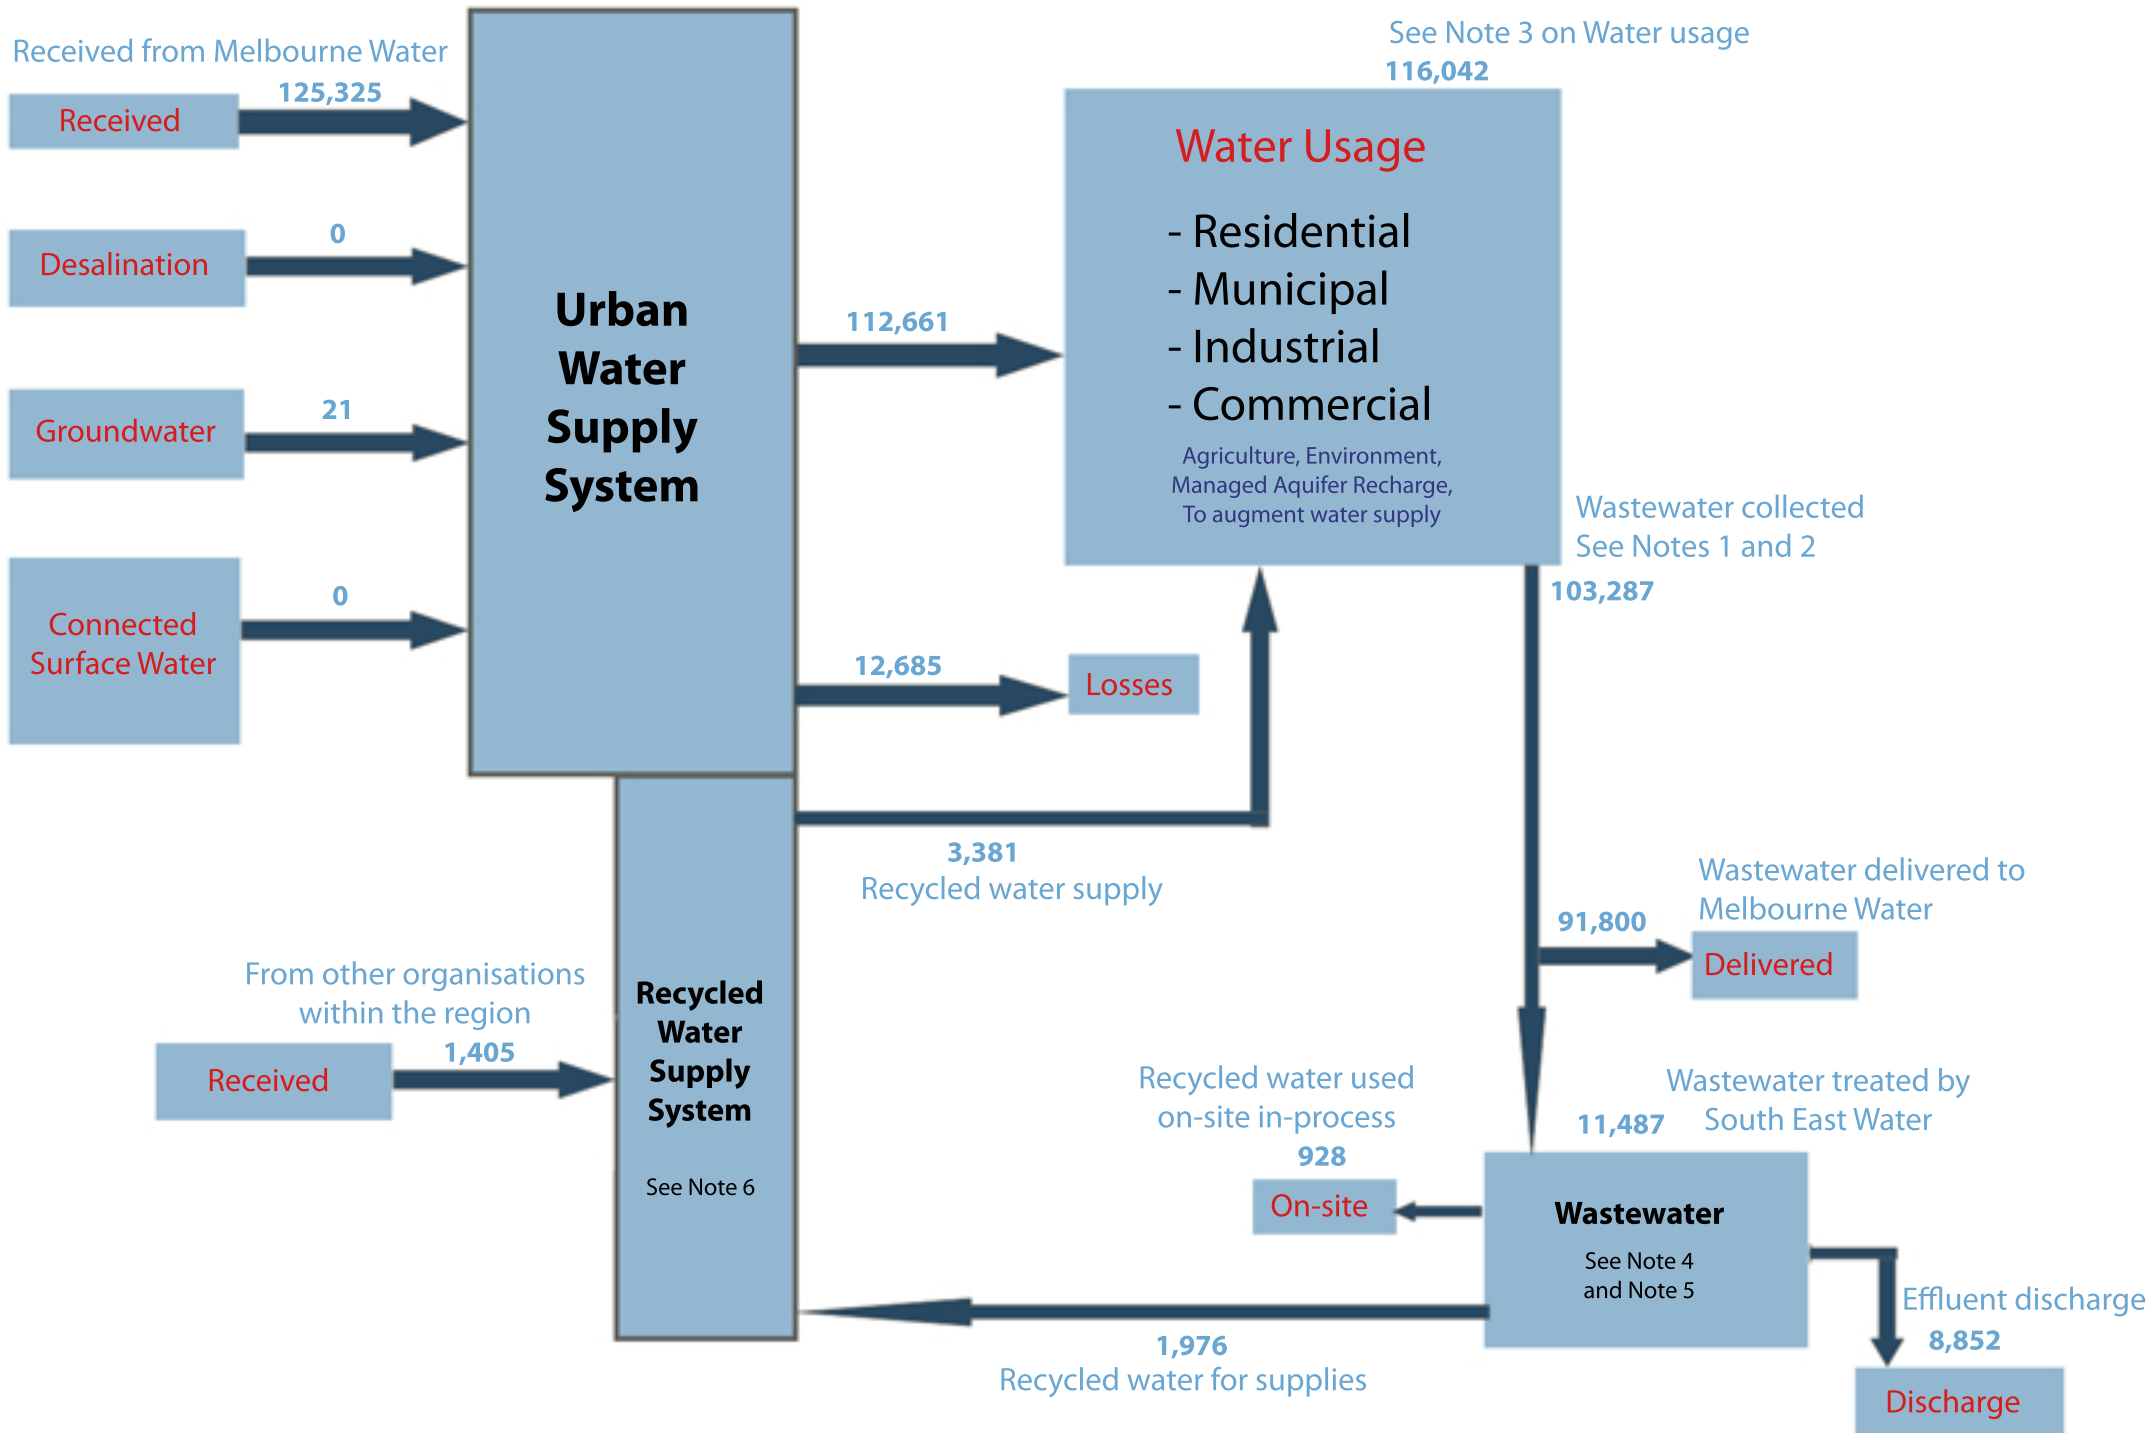 Received from Melbourne Water
125,325
Received
0
Desalination
21
Groundwater
0
Connected
Surface Water
Urban
Water
Supply
System
112,661
12,685
Losses
See Note 3 on Water usage
116,042
Water Usage
- Residential
- Municipal
- Industrial
- Commercial
Agriculture, Environment,
Managed Aquifer Recharge,
To augment water supply
Wastewater collected
See Notes 1 and 2
103,287
3,381
Recycled water supply
From other organisations
within the region
1,405
Received
Recycled
Water
Supply
System
See Note 6
Wastewater delivered to
Melbourne Water
91,800
Delivered
Recycled water used
on-site in-process
928
On-site
Wastewater treated by
South East Water
11,487
Wastewater
See Note 4
and Note 5
1,976
Recycled water for supplies
Effluent discharge
8,852
Discharge